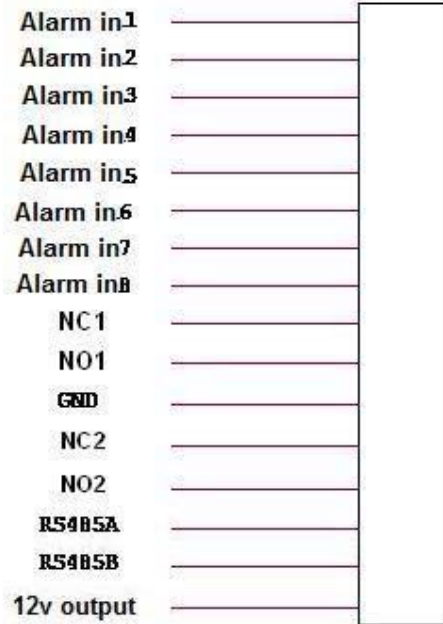 Alarm in1
Alarm in2
Alarm in3
Alarm in4
Alarm in5
Alarm in6
Alarm in7
Alarm in8
NC1
NO1
GND
NC2
NO2
RS485A
RS485B
12v output